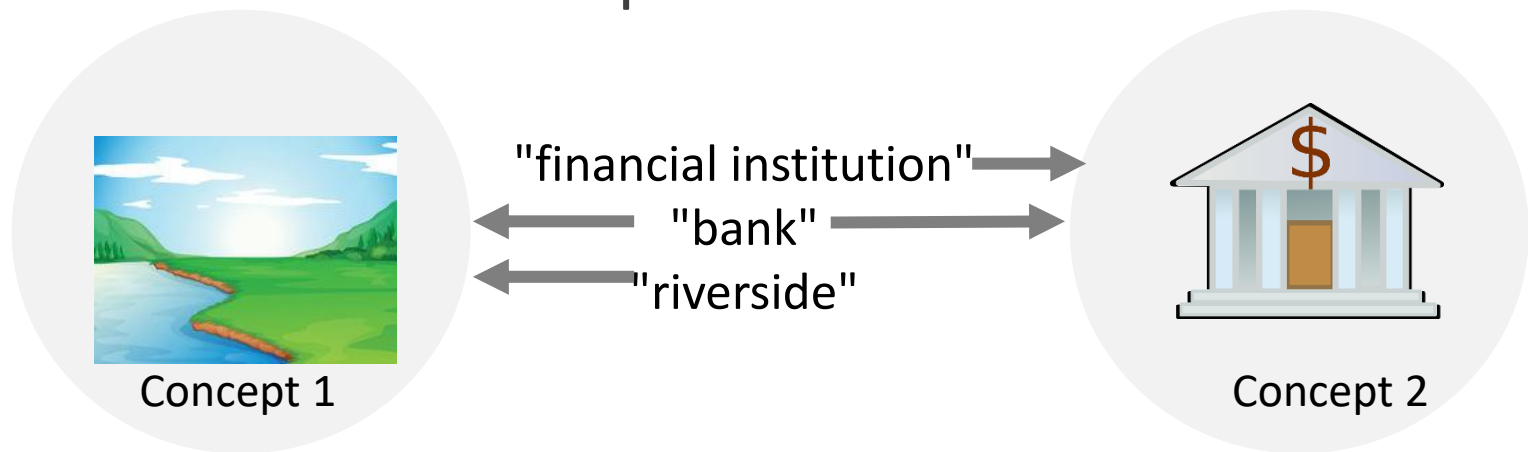 "financial institution"
"bank"
"riverside"
$
Concept 1
Concept 2